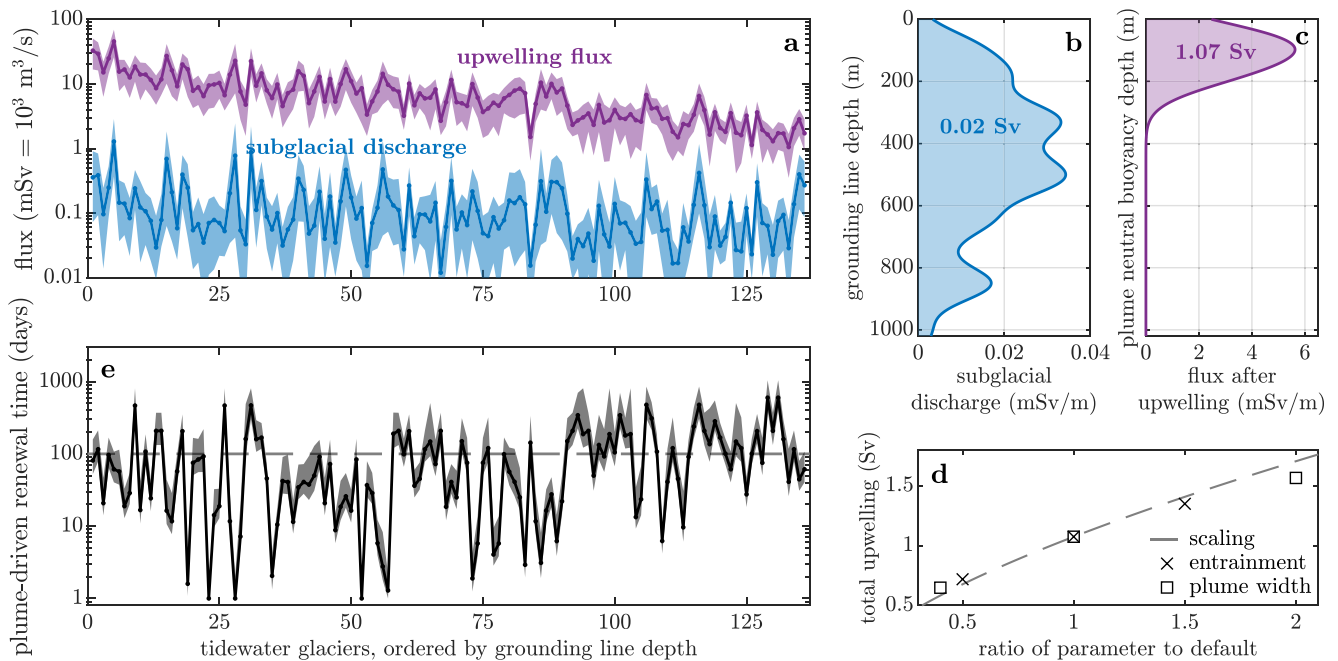 100
10
1
0.1
0.01
flux (mSv = 10³ m³/s)
a
upwelling flux
subglacial discharge
0
25
50
75
100
125
0
200
400
600
800
1000
grounding line depth (m)
b
0.02 Sv
0
0.02
0.04
subglacial
discharge (mSv/m)
plume neutral buoyancy depth (m)
c
1.07 Sv
0
2
4
6
flux after
upwelling (mSv/m)
1000
100
10
1
plume-driven renewal time (days)
e
0
25
50
75
100
125
tidewater glaciers, ordered by grounding line depth
total upwelling (Sv)
1.5
1
0.5
d
scaling
entrainment
plume width
0.5
1
1.5
2
ratio of parameter to default